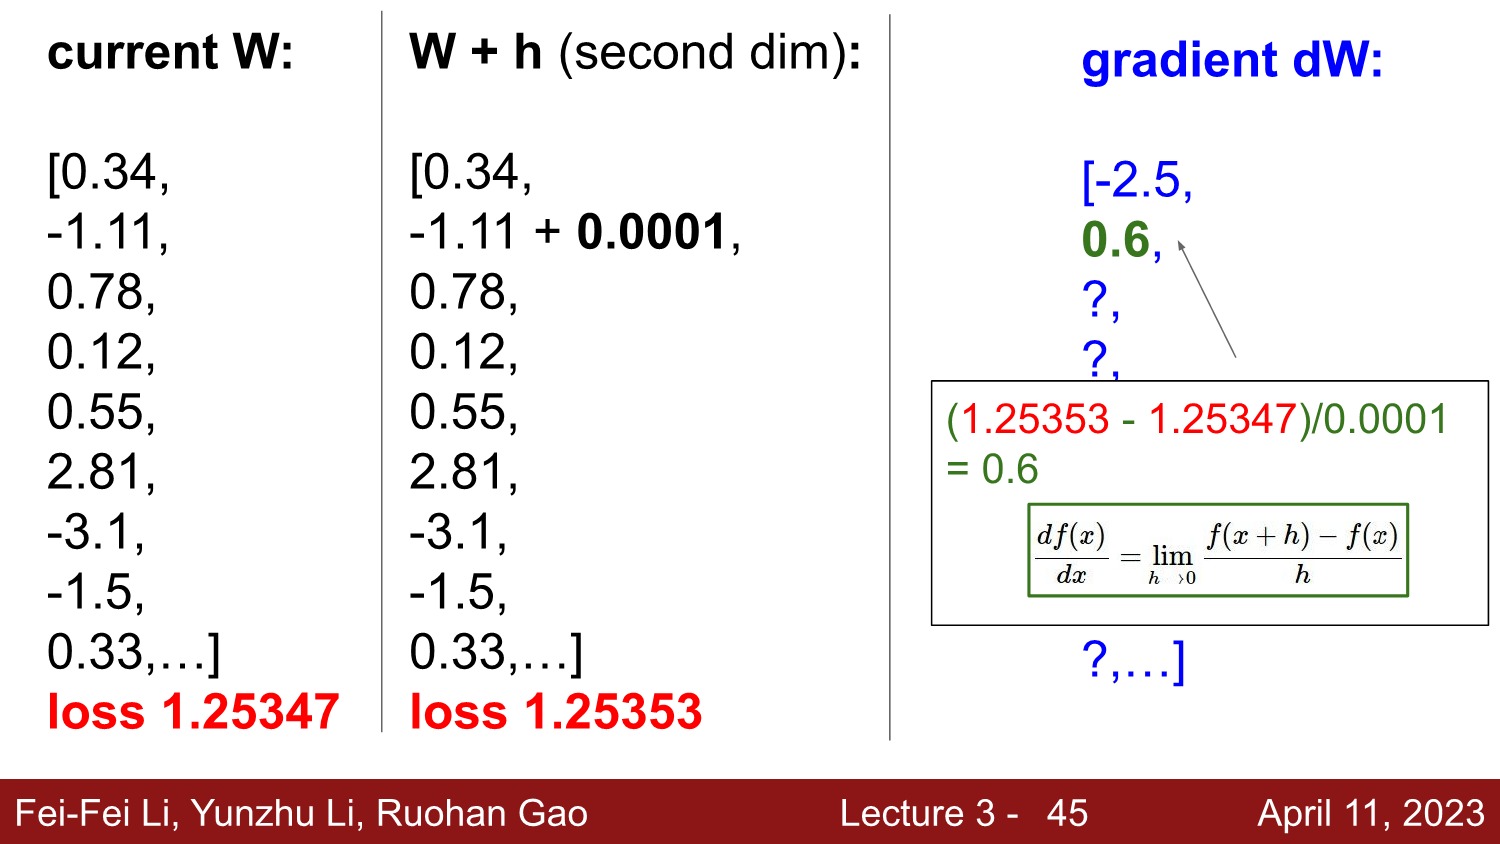 current W:
[0.34,
-1.11,
0.78,
0.12,
0.55,
2.81,
-3.1,
-1.5,
0.33,…]
loss 1.25347
W + h (second dim):
[0.34,
-1.11 + 0.0001,
0.78,
0.12,
0.55,
2.81,
-3.1,
-1.5,
0.33,…]
loss 1.25353
gradient dW:
[-2.5,
0.6,
?,
?,
(1.25353 - 1.25347)/0.0001
= 0.6
df(x)/dx = lim h→0 f(x + h) − f(x)/h
?,…]
Fei-Fei Li, Yunzhu Li, Ruohan Gao
Lecture 3 - 45
April 11, 2023